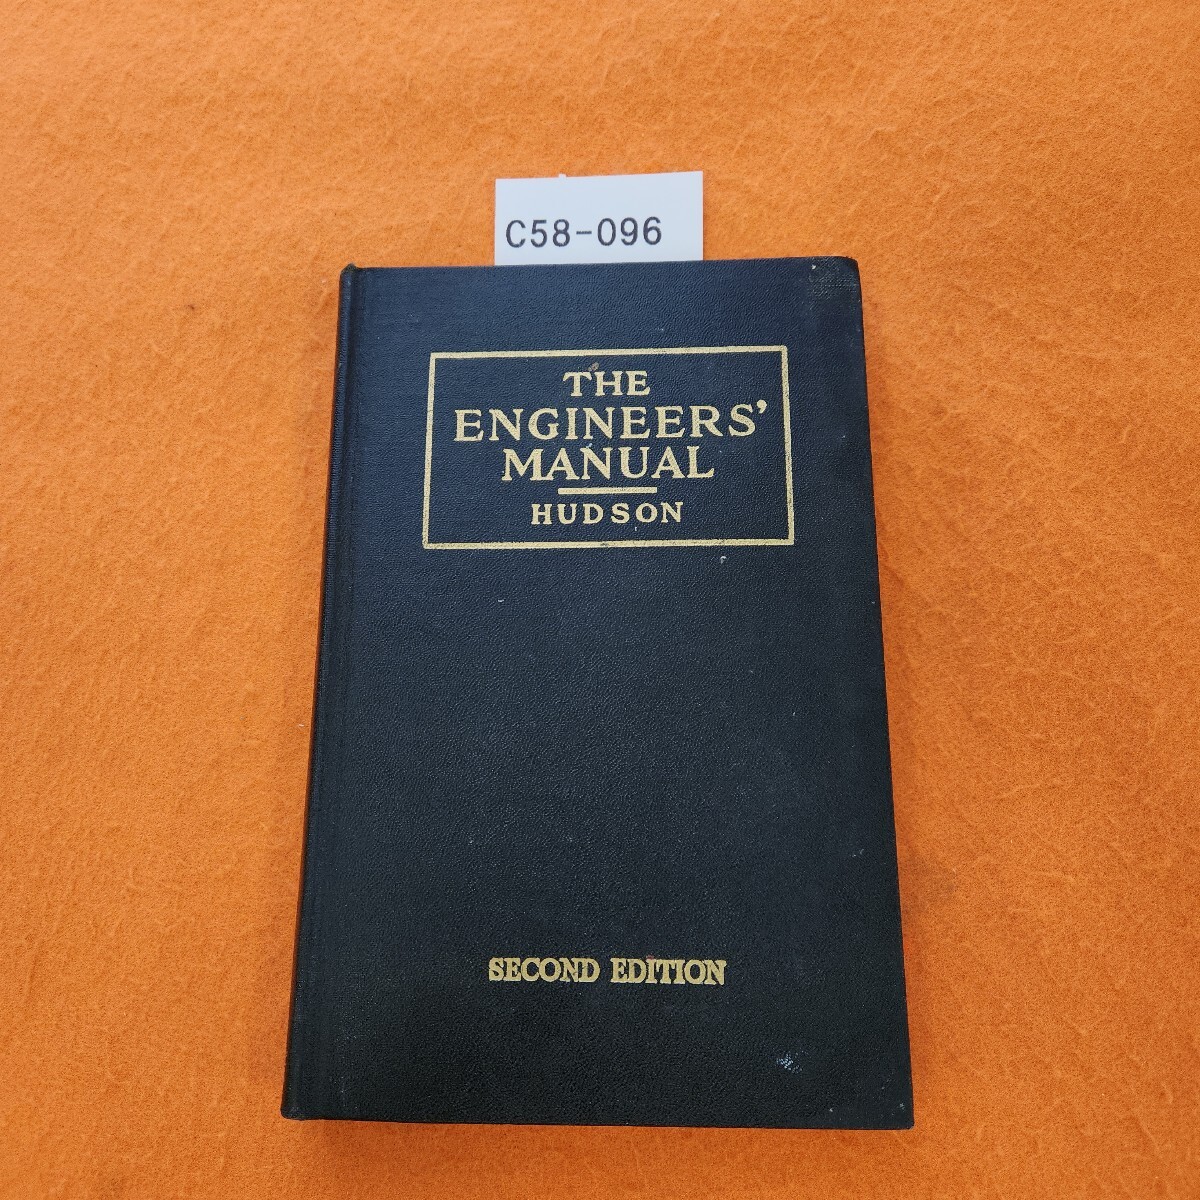 C58-096
THE
ENGINEERS'
MANUAL
HUDSON
SECOND EDITION